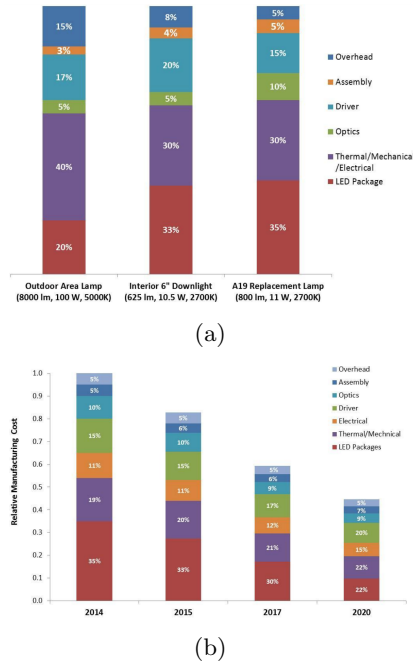 15%
3%
17%
5%
40%
20%
8%
4%
20%
5%
30%
33%
5%
5%
15%
10%
30%
35%
Overhead
Assembly
Driver
Optics
Thermal/Mechanical
/Electrical
LED Package
Outdoor Area Lamp
(8000 lm, 100 W, 5000K)
Interior 6" Downlight
(625 lm, 10.5 W, 2700K)
A19 Replacement Lamp
(800 lm, 11 W, 2700K)
(a)
Relative Manufacturing Cost
1.0
0.9
0.8
0.7
0.6
0.5
0.4
0.3
0.2
0.1
0.0
5%
5%
10%
15%
11%
19%
35%
5%
6%
10%
15%
11%
20%
33%
5%
6%
9%
17%
12%
21%
30%
5%
7%
9%
20%
15%
22%
22%
Overhead
Assembly
Optics
Driver
Electrical
Thermal/Mechnical
LED Packages
2014
2015
2017
2020
(b)